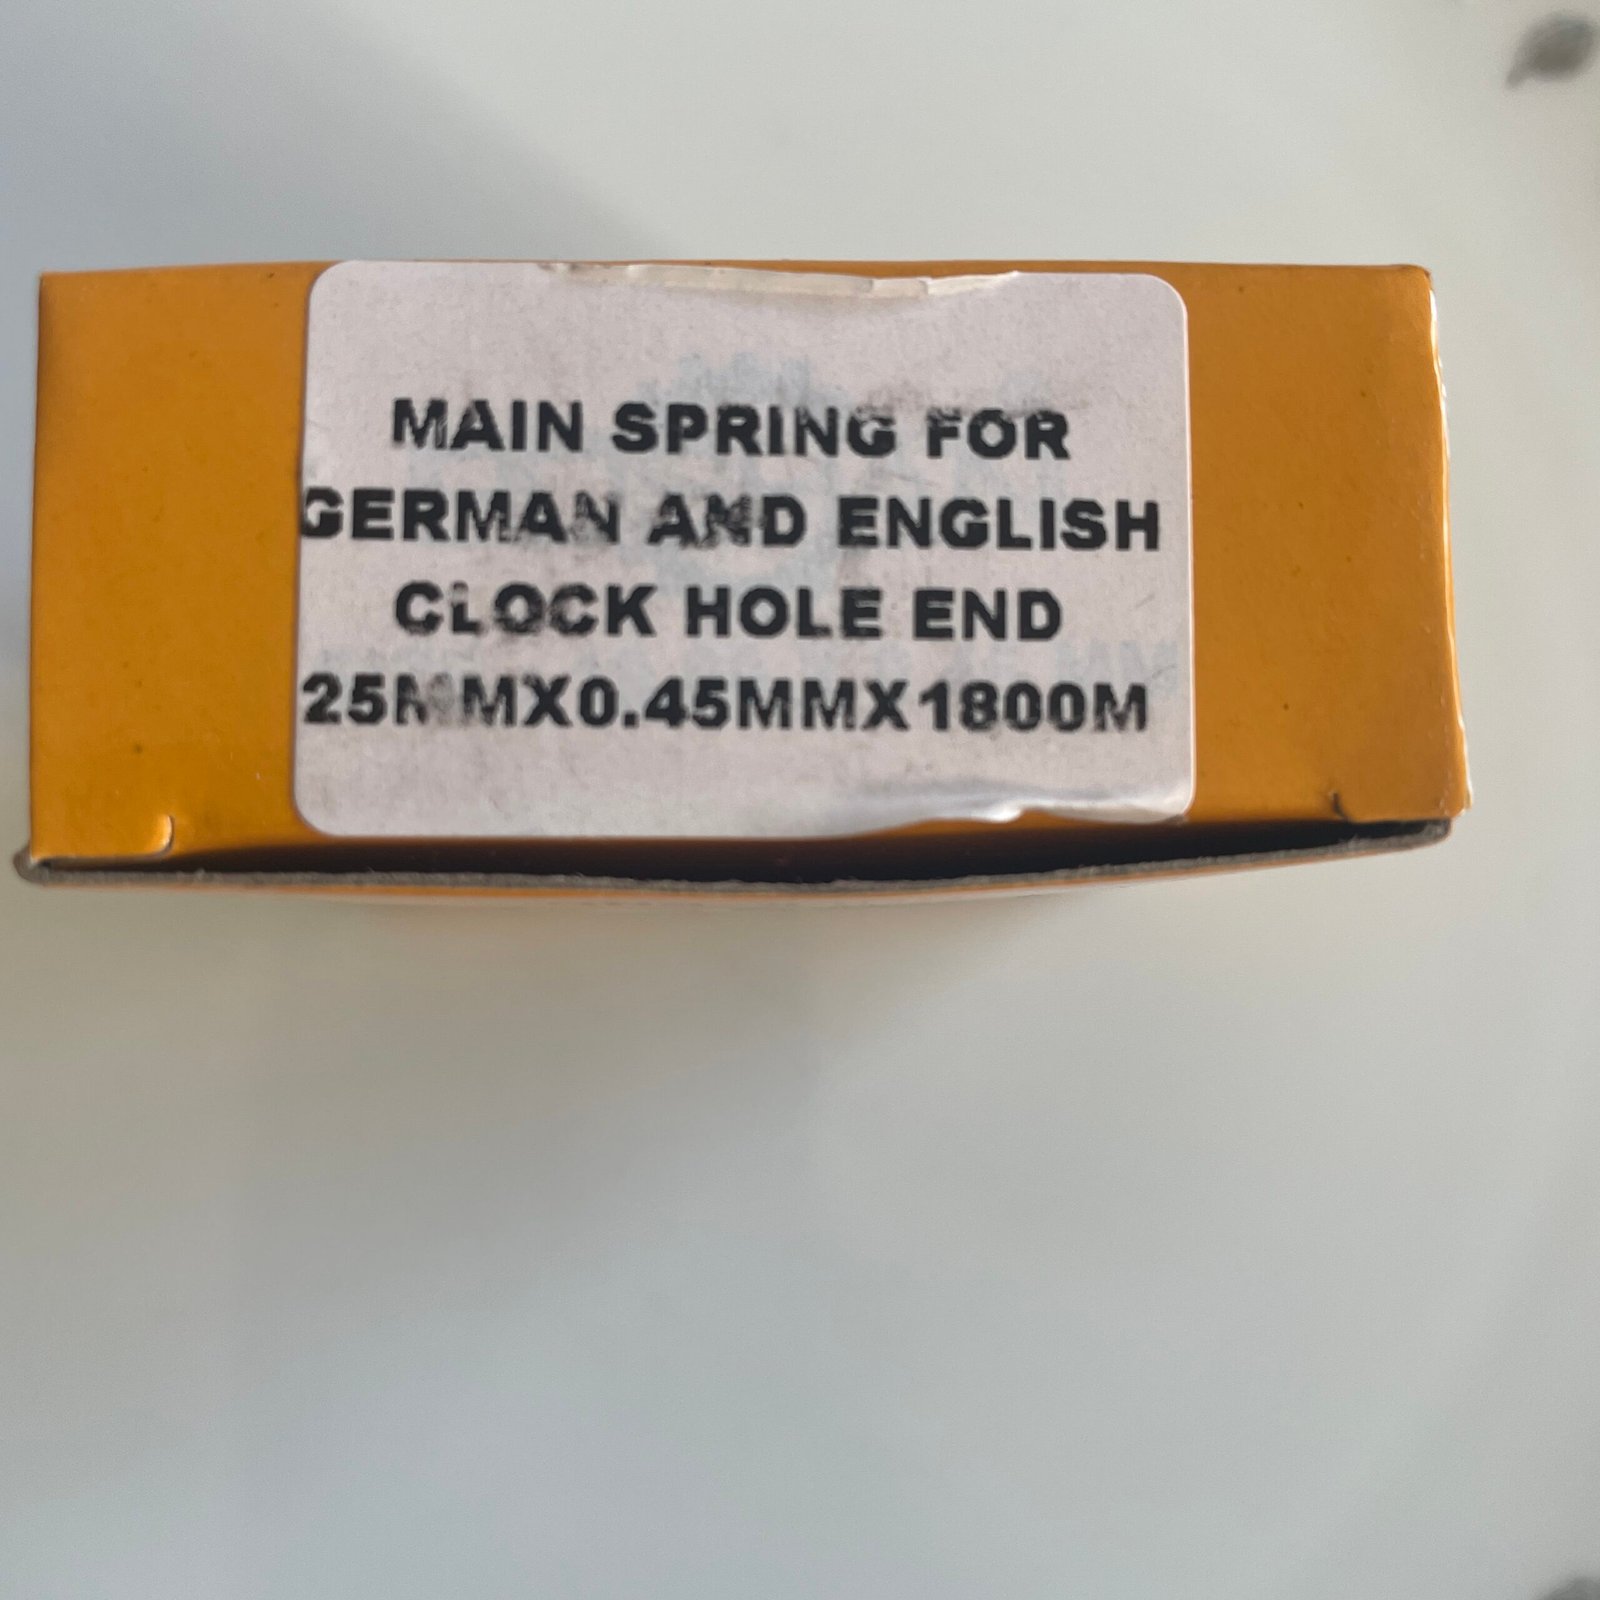 MAIN SPRING FOR
GERMAN AND ENGLISH
CLOCK HOLE END
25MMX0.45MMX1800M